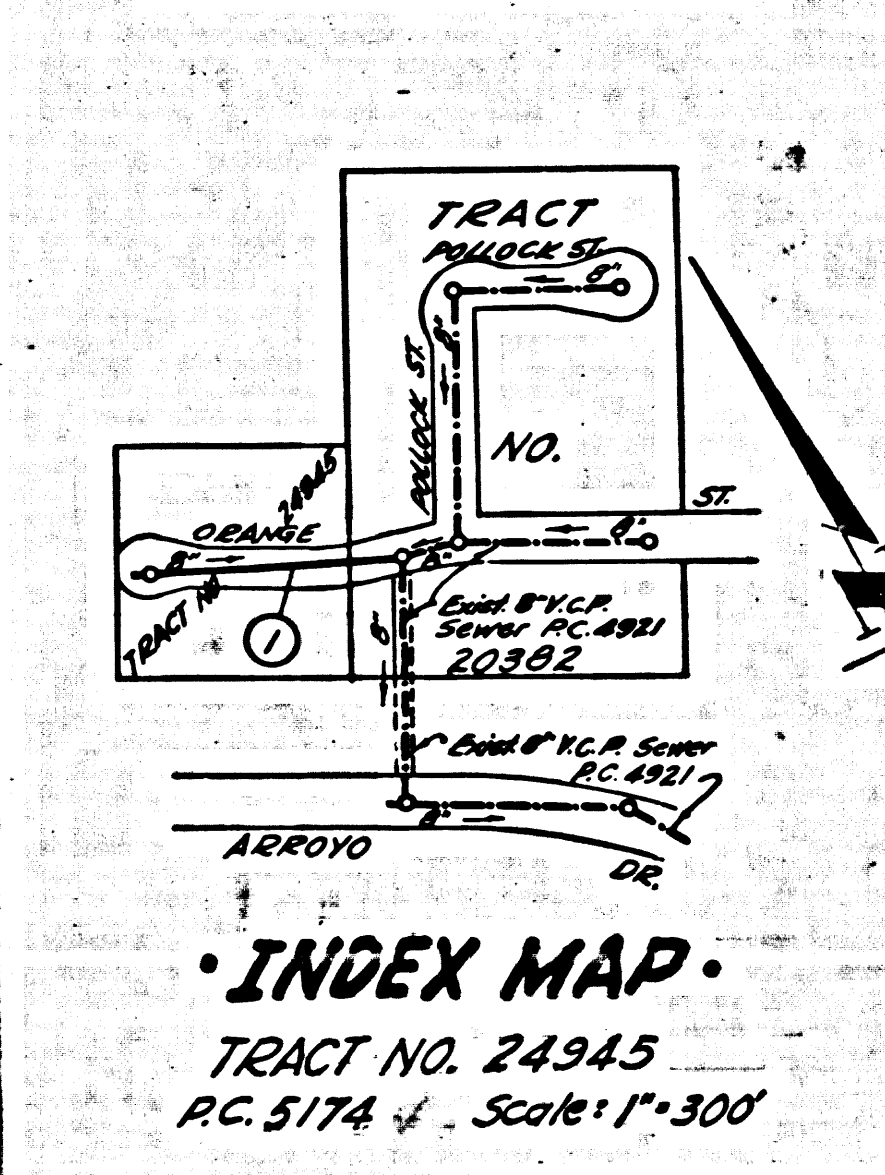 TRACT
POLLOCK ST.
8"
8"
POLLOCK ST.
NO.
24945
ST.
ORANGE
8"
8"
8"
TRACT NO.
1
Exist. 8" V.C.P.
Sewer P.C. 4921
20382
8"
Exist. 8" V.C.P. Sewer
P.C. 4921
8"
ARROYO
DR.
• INDEX MAP •
TRACT NO. 24945
P.C. 5174 Scale: 1"=300'